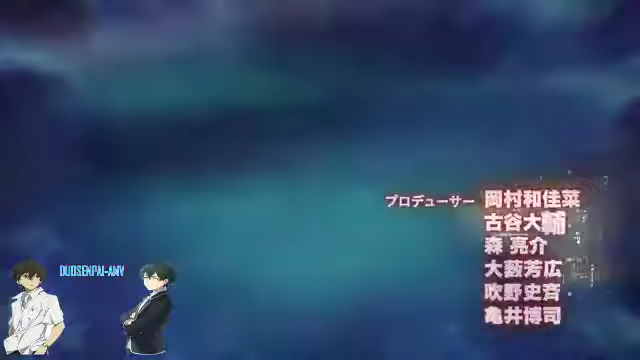 プロデューサー 岡村和佳菜
古谷大輔
森 亮介
大薮芳広
吹野史斉
亀井博司
DUOSENPAI-AMV